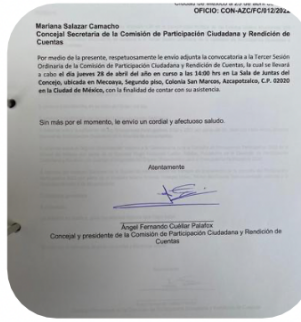 OFICIO: CON-AZC/FC/012/202
Mariana Salazar Camacho
Concejal Secretaria de la Comisión de Participación Ciudadana y Rendición de
Cuentas
Por medio de la presente, respetuosamente le envío adjunta la convocatoria a la Tercer Sesión
Ordinaria de la Comisión de Participación Ciudadana y Rendición de Cuentas, la cual se llevará
a cabo el día jueves 28 de abril del año en curso a las 14:00 hrs en La Sala de Juntas del
Concejo, ubicada en Mecoaya, Segundo piso, Colonia San Marcos, Azcapotzalco, C.P. 02020
en la Ciudad de México, con la finalidad de contar con su asistencia.
Sin más por el momento, le envío un cordial y afectuoso saludo.
Atentamente
Ángel Fernando Cuéllar Palafox
Concejal y presidente de la Comisión de Participación Ciudadana y Rendición de
Cuentas